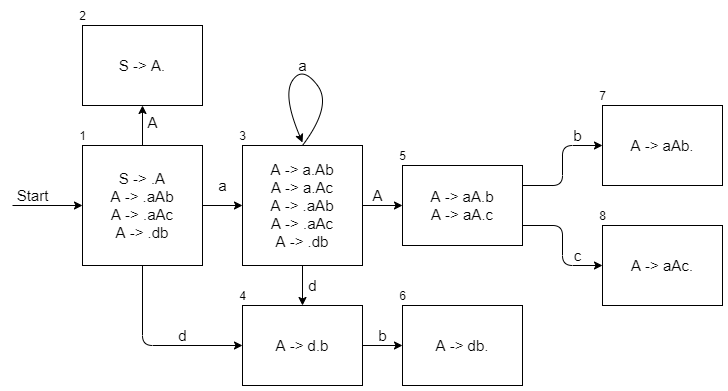 2
S -> A.
A
a
1
3
5
7
Start
S -> .A
A -> .aAb
A -> .aAc
A -> .db
a
A -> a.Ab
A -> a.Ac
A -> .aAb
A -> .aAc
A -> .db
A
A -> aA.b
A -> aA.c
b
A -> aAb.
8
c
A -> aAc.
d
4
6
d
A -> d.b
b
A -> db.